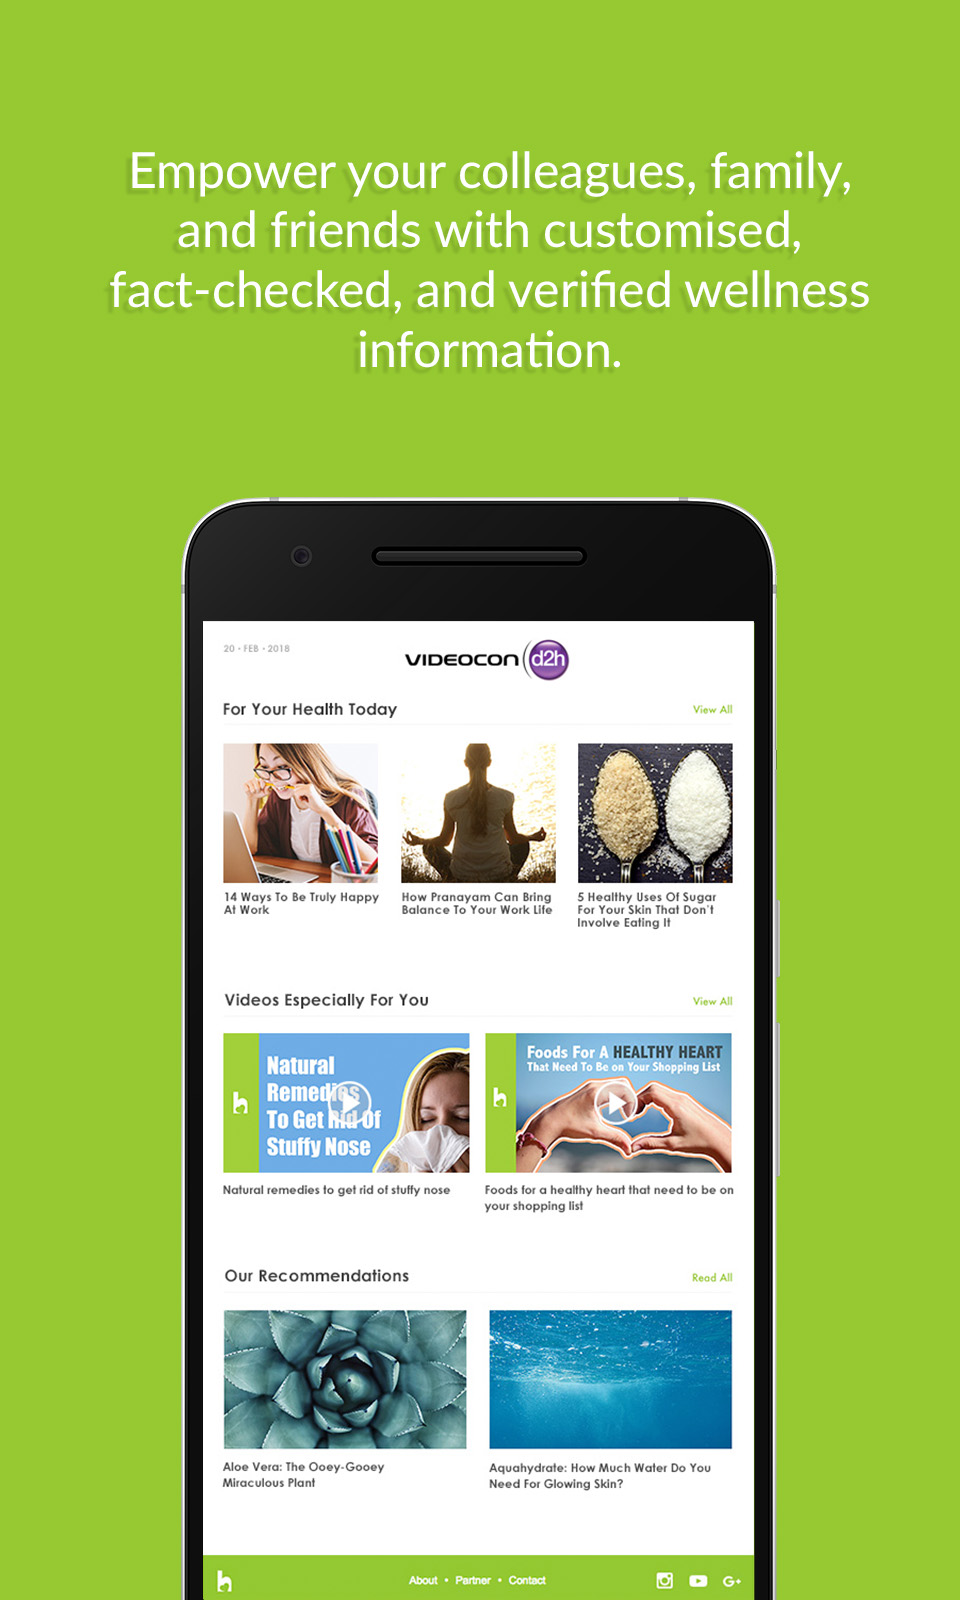 Empower your colleagues, family,
and friends with customised,
fact-checked, and verified wellness
information.
20 • FEB • 2018
VIDEOCON d2h
For Your Health Today
View All
14 Ways To Be Truly Happy
At Work
How Pranayam Can Bring
Balance To Your Work Life
5 Healthy Uses Of Sugar
For Your Skin That Don't
Involve Eating It
Videos Especially For You
View All
h
Natural
Remedies
To Get Rid Of
Stuffy Nose
h
Foods For A HEALTHY HEART
That Need To Be on Your Shopping List
Natural remedies to get rid of stuffy nose
Foods for a healthy heart that need to be on
your shopping list
Our Recommendations
Read All
Aloe Vera: The Ooey-Gooey
Miraculous Plant
Aquahydrate: How Much Water Do You
Need For Glowing Skin?
h
About • Partner • Contact
G+